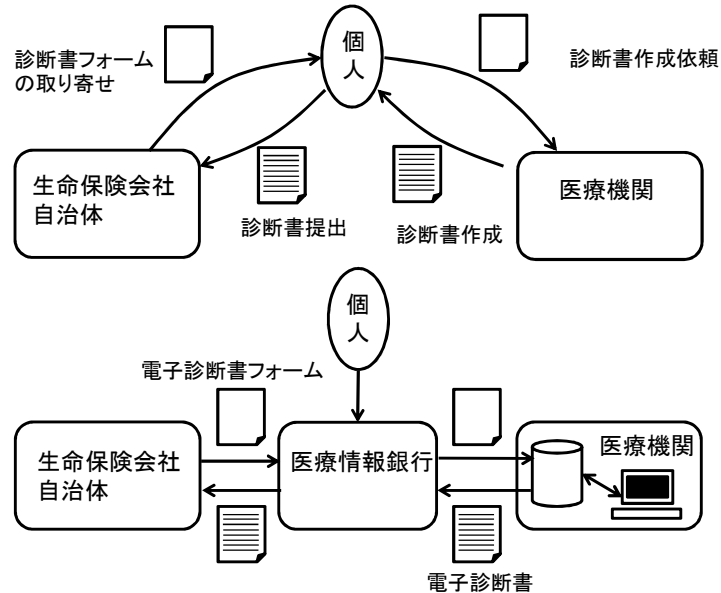 個
人
診断書フォーム
の取り寄せ
診断書作成依頼
生命保険会社
自治体
医療機関
診断書提出
診断書作成
個
人
電子診断書フォーム
生命保険会社
自治体
医療情報銀行
医療機関
電子診断書